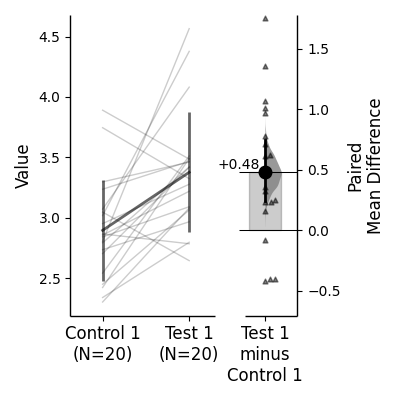 4.5
4.0
3.5
3.0
2.5
Value
Control 1
(N=20)
Test 1
(N=20)
+0.48
1.5
1.0
0.5
0.0
−0.5
Paired
Mean Difference
Test 1
minus
Control 1